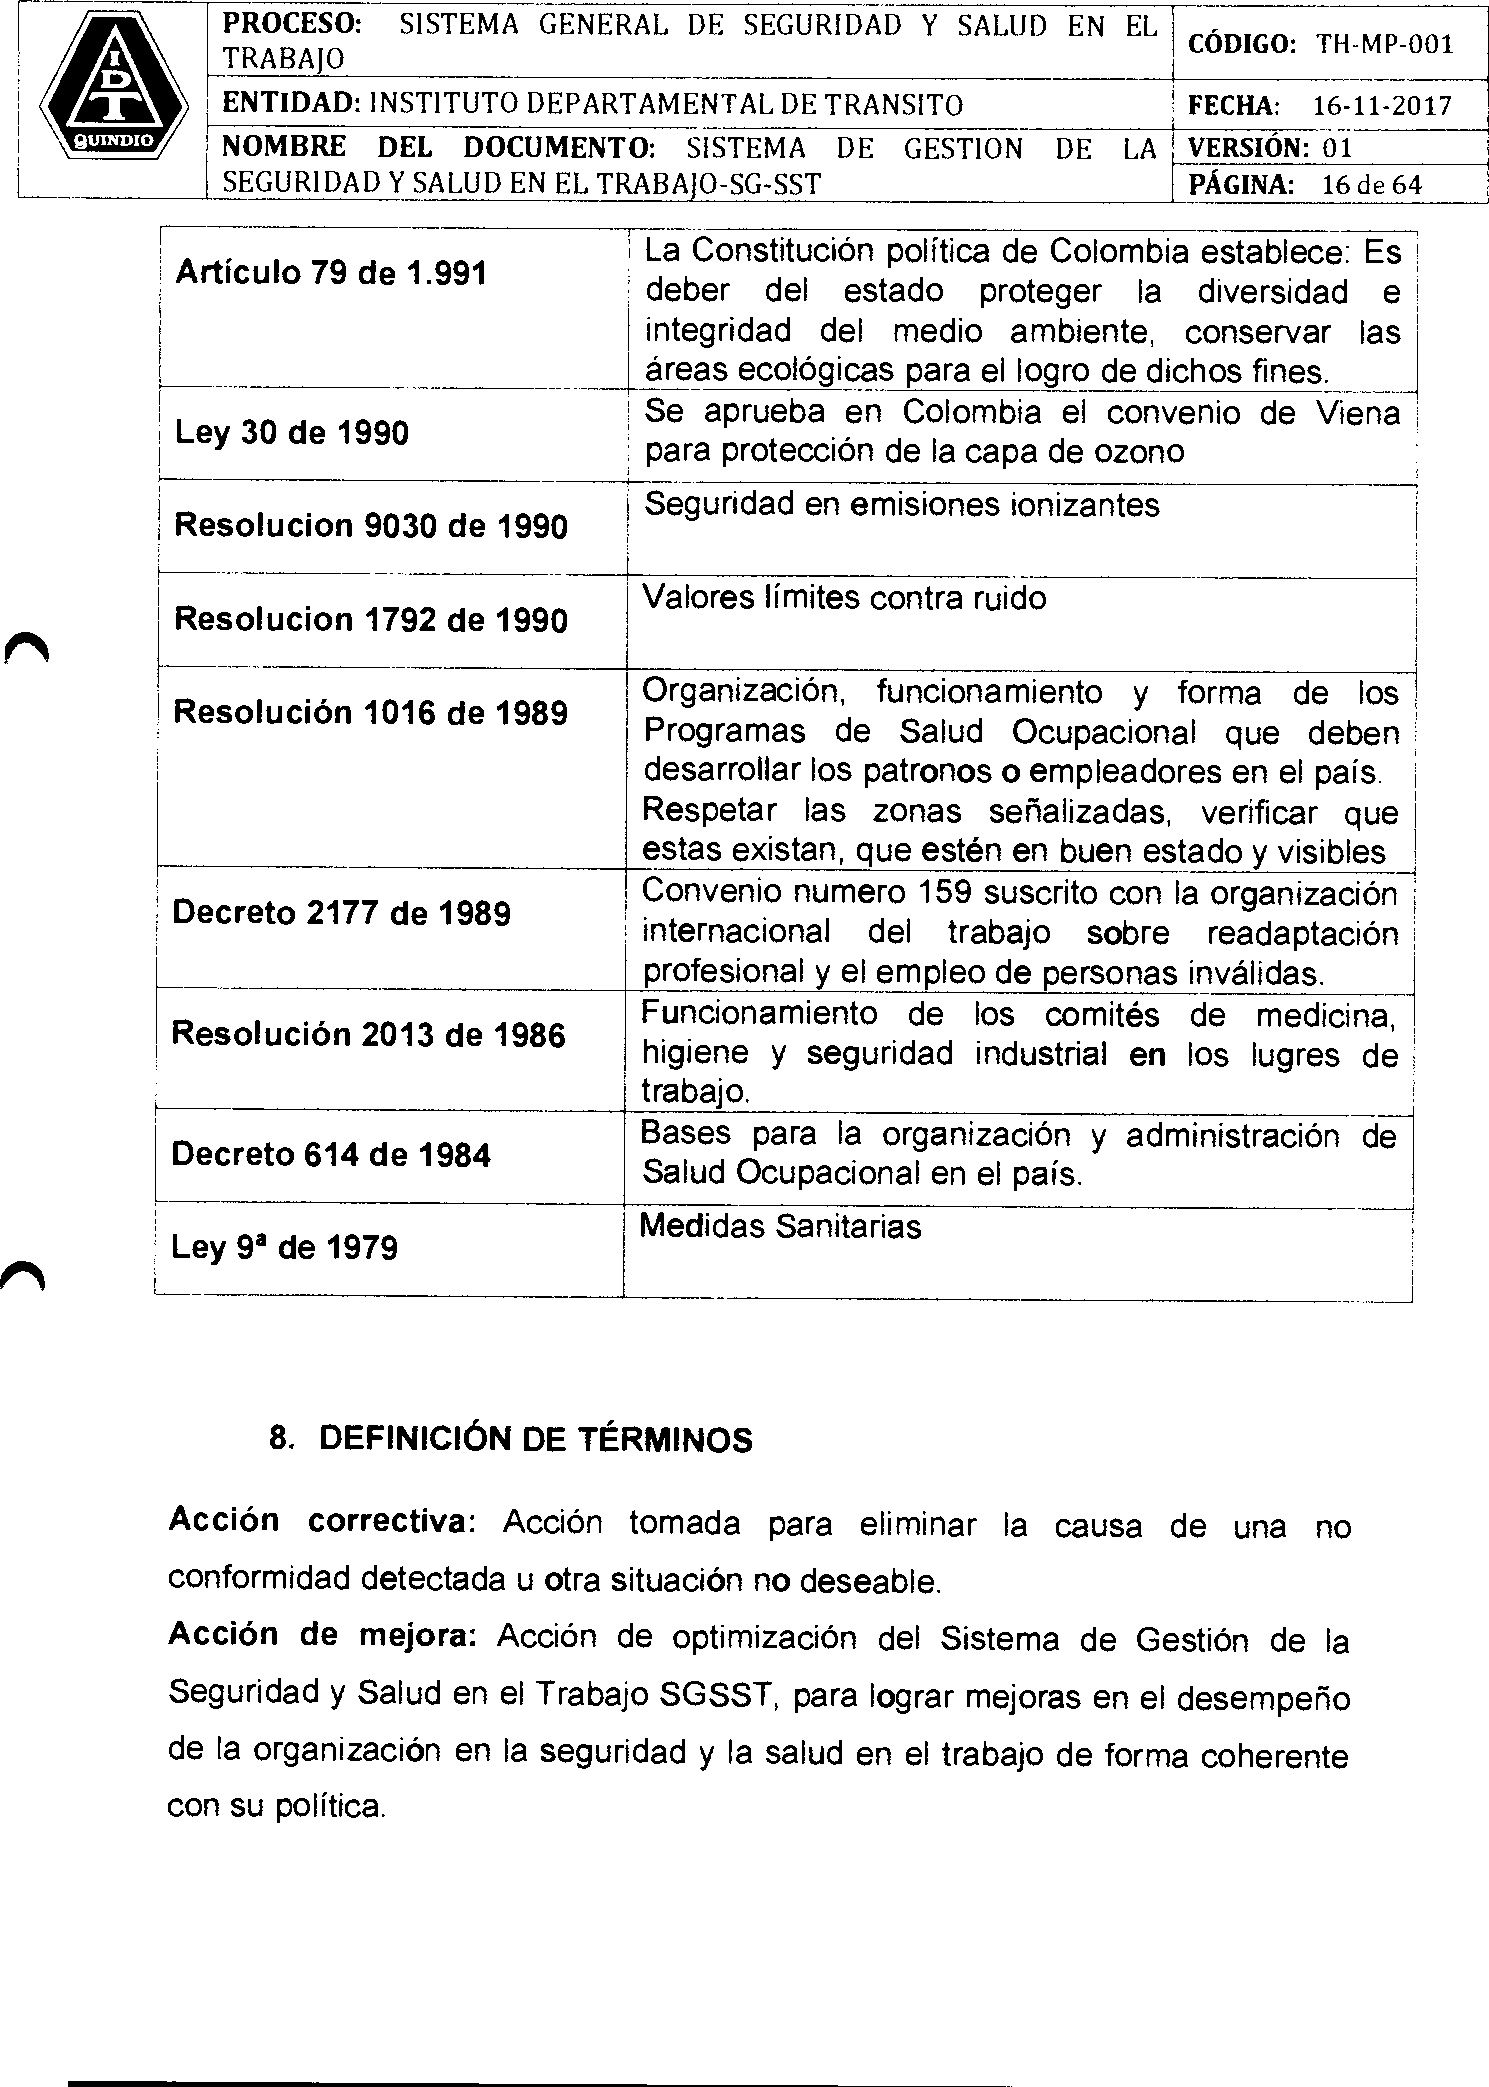 I
D
T
QUINDIO
PROCESO: SISTEMA GENERAL DE SEGURIDAD Y SALUD EN EL
TRABAJO
CÓDIGO: TH-MP-001
ENTIDAD: INSTITUTO DEPARTAMENTAL DE TRANSITO
FECHA: 16-11-2017
NOMBRE DEL DOCUMENTO: SISTEMA DE GESTION DE LA
SEGURIDAD Y SALUD EN EL TRABAJO-SG-SST
VERSIÓN: 01
PÁGINA: 16 de 64
Artículo 79 de 1.991
La Constitución política de Colombia establece: Es
deber del estado proteger la diversidad e
integridad del medio ambiente, conservar las
áreas ecológicas para el logro de dichos fines.
Ley 30 de 1990
Se aprueba en Colombia el convenio de Viena
para protección de la capa de ozono
Resolucion 9030 de 1990
Seguridad en emisiones ionizantes
Resolucion 1792 de 1990
Valores límites contra ruido
Resolución 1016 de 1989
Organización, funcionamiento y forma de los
Programas de Salud Ocupacional que deben
desarrollar los patronos o empleadores en el país.
Respetar las zonas señalizadas, verificar que
estas existan, que estén en buen estado y visibles
Decreto 2177 de 1989
Convenio numero 159 suscrito con la organización
internacional del trabajo sobre readaptación
profesional y el empleo de personas inválidas.
Resolución 2013 de 1986
Funcionamiento de los comités de medicina,
higiene y seguridad industrial en los lugres de
trabajo.
Decreto 614 de 1984
Bases para la organización y administración de
Salud Ocupacional en el país.
Ley 9ª de 1979
Medidas Sanitarias
8. DEFINICIÓN DE TÉRMINOS
Acción correctiva: Acción tomada para eliminar la causa de una no
conformidad detectada u otra situación no deseable.
Acción de mejora: Acción de optimización del Sistema de Gestión de la
Seguridad y Salud en el Trabajo SGSST, para lograr mejoras en el desempeño
de la organización en la seguridad y la salud en el trabajo de forma coherente
con su política.